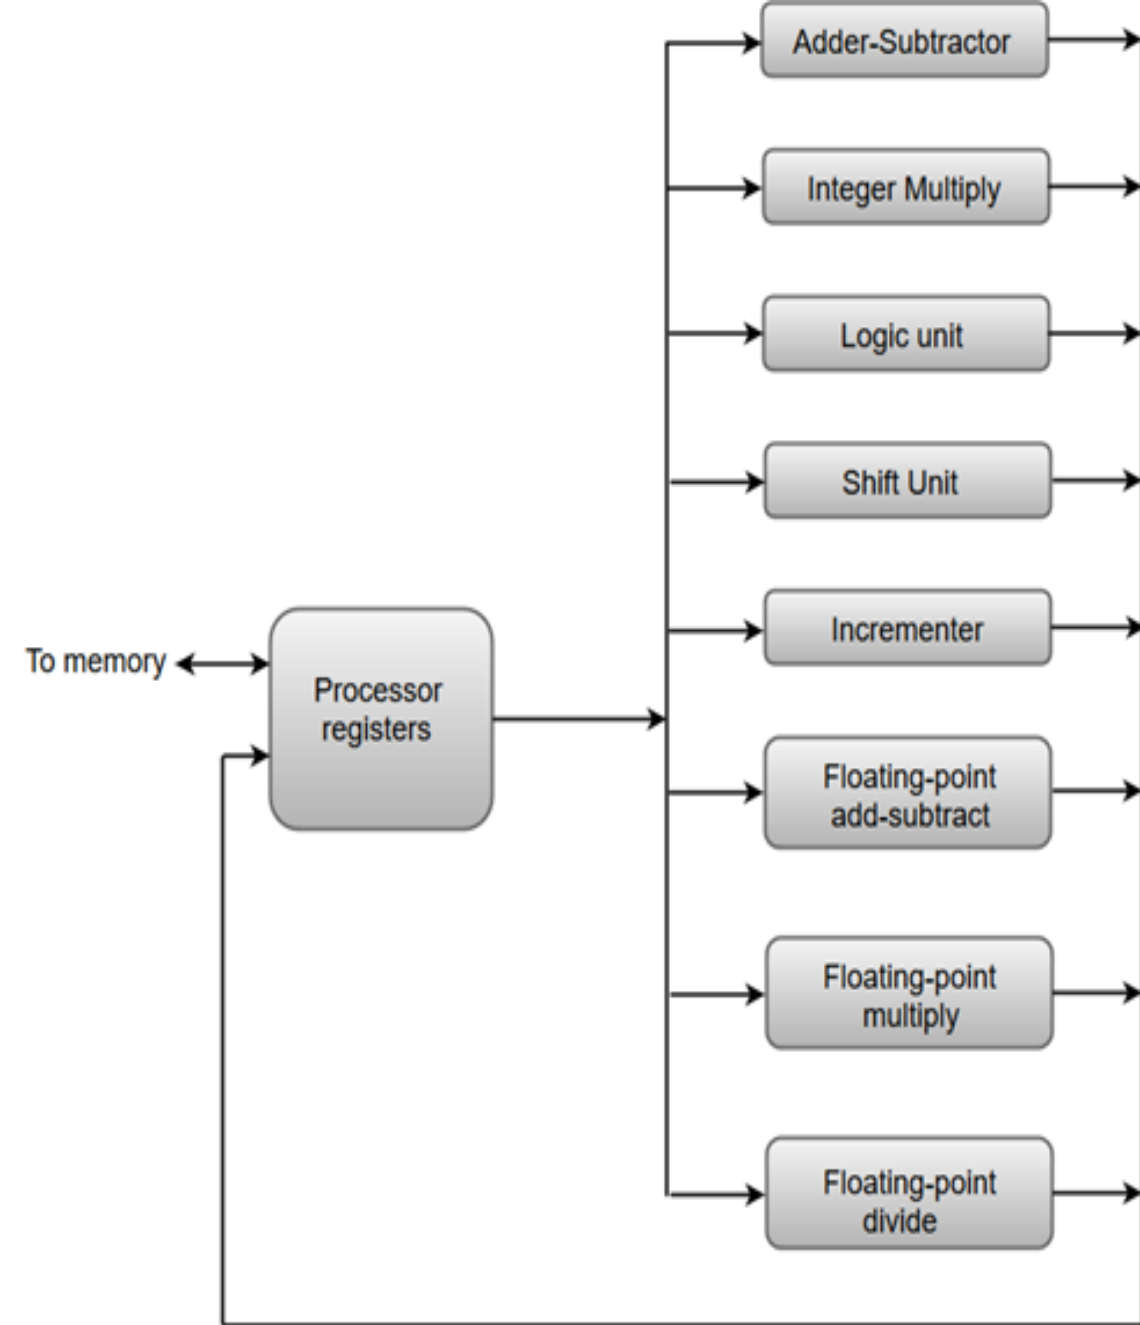 Adder-Subtractor
Integer Multiply
Logic unit
Shift Unit
Incrementer
To memory
Processor
registers
Floating-point
add-subtract
Floating-point
multiply
Floating-point
divide